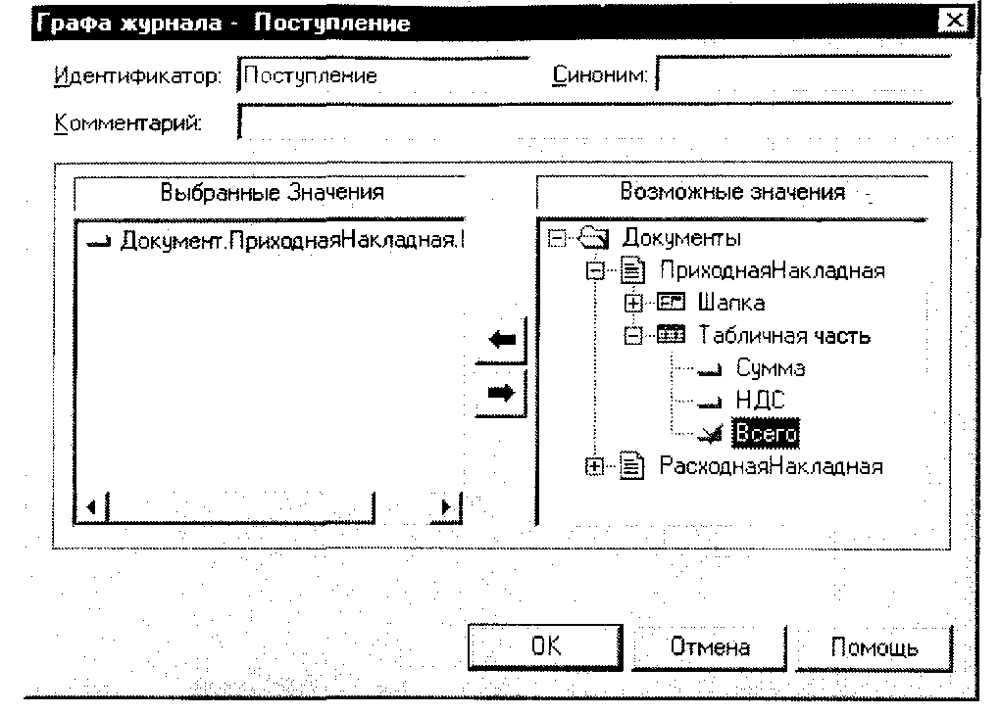 Графа журнала - Поступление
Идентификатор: Поступление Синоним:
Комментарий:
Выбранные Значения
Документ.ПриходнаяНакладная.
Возможные значения
Документы
ПриходнаяНакладная
Шапка
Табличная часть
Сумма
НДС
Всего
РасходнаяНакладная
OK Отмена Помощь